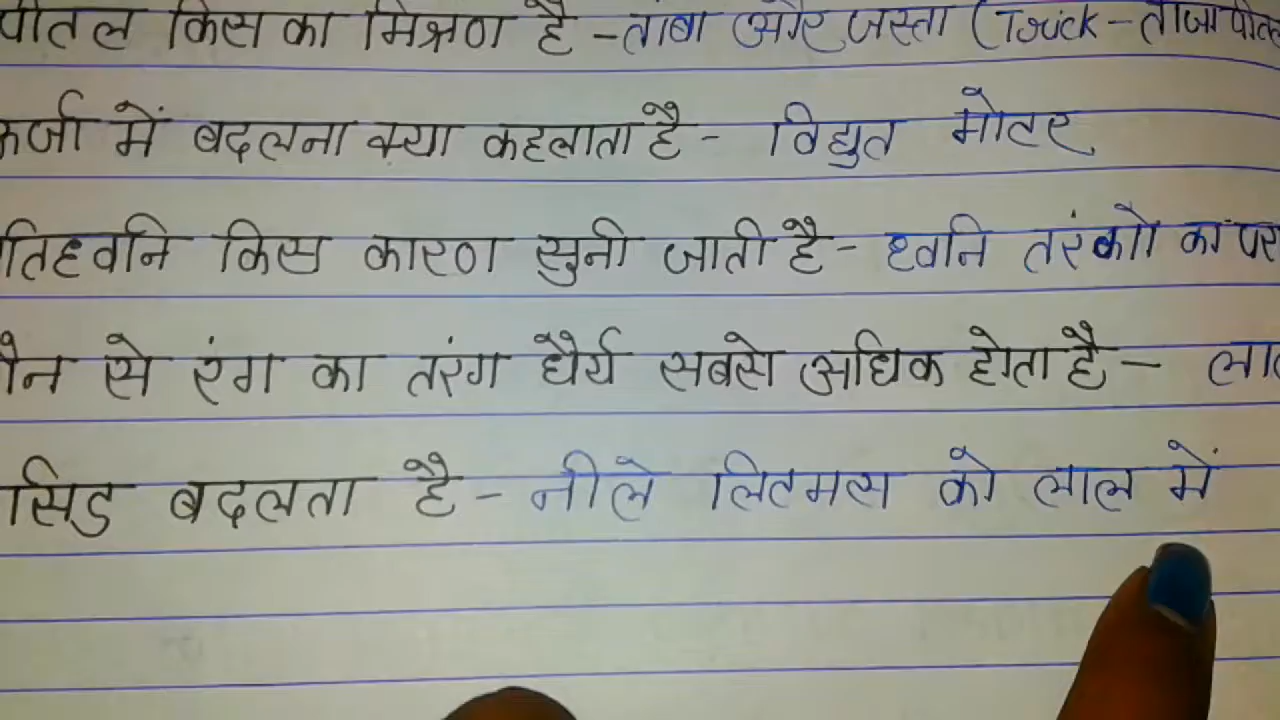 पीतल किस का मिश्रण है - तांबा और जस्ता (Trick - ताजा पीतल
ऊर्जा में बदलना क्या कहलाता है - विद्युत मोटर
तिध्वनि किस कारण सुनी जाती है - ध्वनि तरंको का पर
ौन से रंग का तरंग धैर्य सबसे अधिक होता है - लाल
सिड बदलता है - नीले लिटमस को लाल में